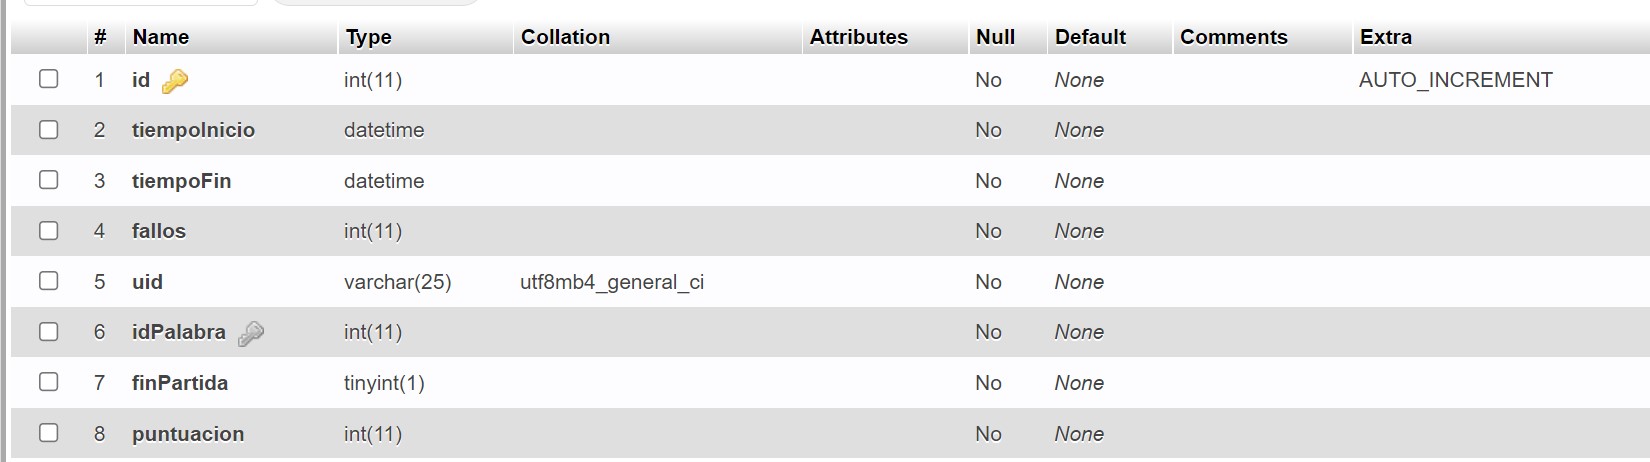 # Name Type Collation Attributes Null Default Comments Extra
1 id int(11) No None AUTO_INCREMENT
2 tiempoInicio datetime No None
3 tiempoFin datetime No None
4 fallos int(11) No None
5 uid varchar(25) utf8mb4_general_ci No None
6 idPalabra int(11) No None
7 finPartida tinyint(1) No None
8 puntuacion int(11) No None